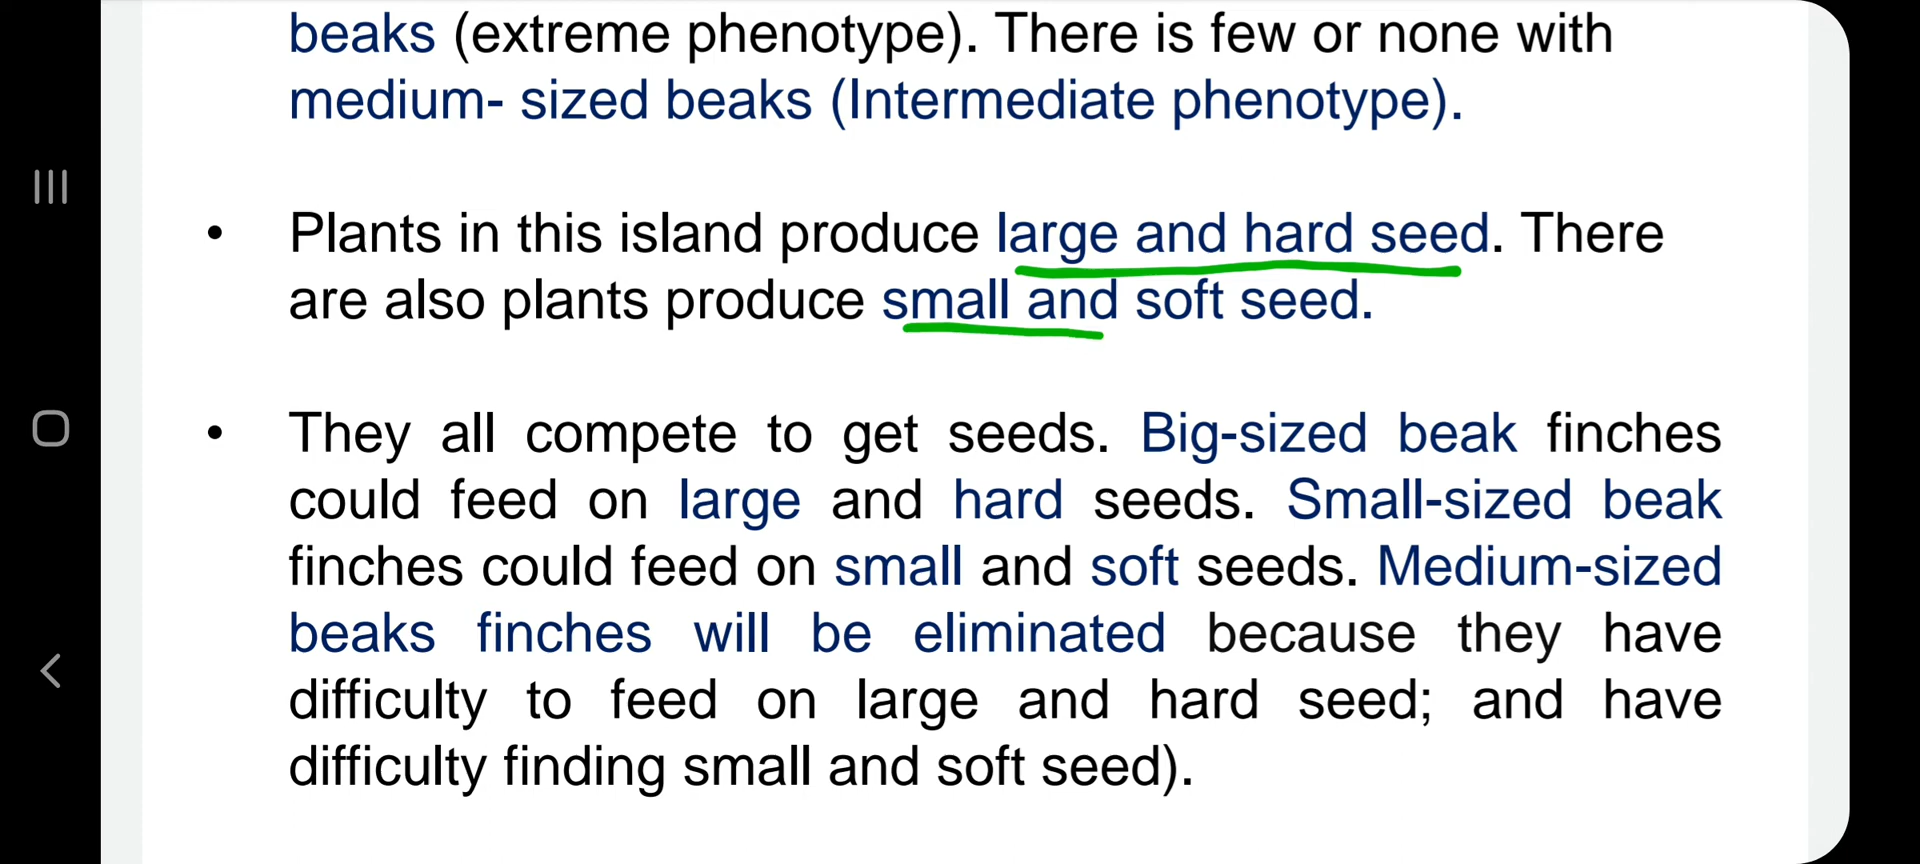 beaks (extreme phenotype). There is few or none with
medium- sized beaks (Intermediate phenotype).
• Plants in this island produce large and hard seed. There
are also plants produce small and soft seed.
• They all compete to get seeds. Big-sized beak finches
could feed on large and hard seeds. Small-sized beak
finches could feed on small and soft seeds. Medium-sized
beaks finches will be eliminated because they have
difficulty to feed on large and hard seed; and have
difficulty finding small and soft seed).